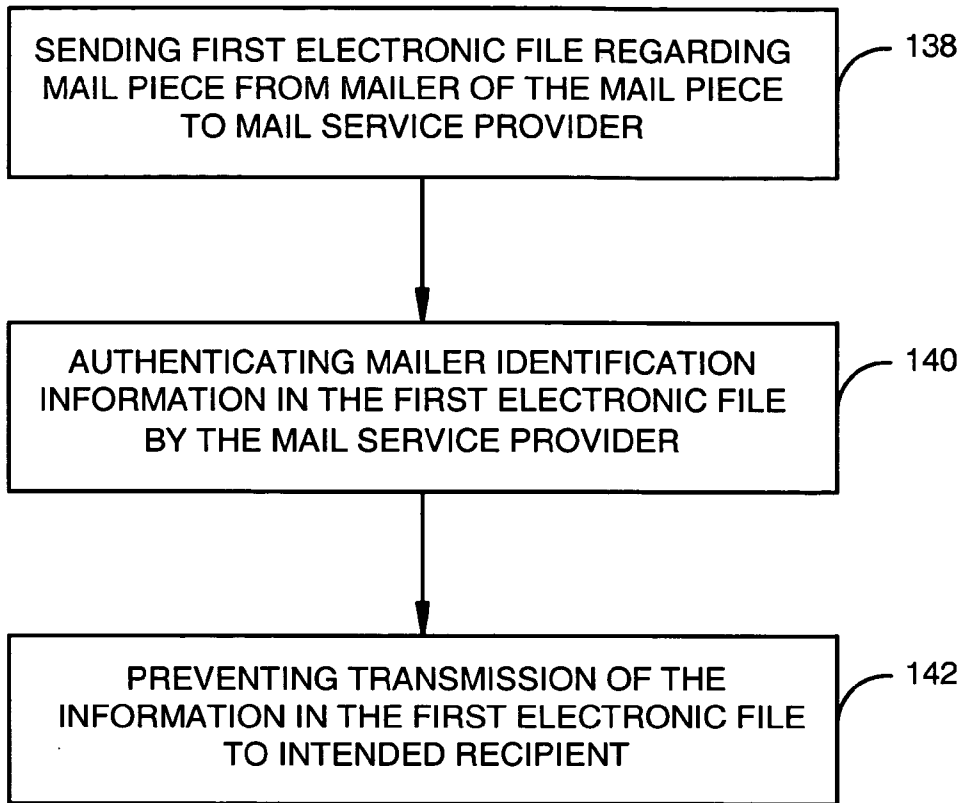 SENDING FIRST ELECTRONIC FILE REGARDING
MAIL PIECE FROM MAILER OF THE MAIL PIECE
TO MAIL SERVICE PROVIDER
138
AUTHENTICATING MAILER IDENTIFICATION
INFORMATION IN THE FIRST ELECTRONIC FILE
BY THE MAIL SERVICE PROVIDER
140
PREVENTING TRANSMISSION OF THE
INFORMATION IN THE FIRST ELECTRONIC FILE
TO INTENDED RECIPIENT
142